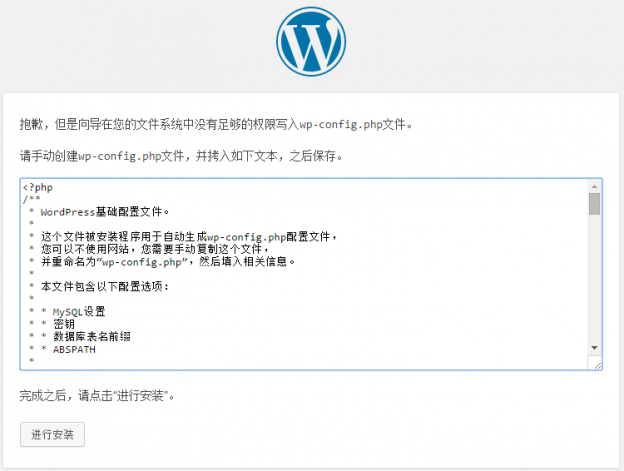 抱歉，但是向导在您的文件系统中没有足够的权限写入wp-config.php文件。
请手动创建wp-config.php文件，并拷入如下文本，之后保存。
<?php
/**
 * WordPress基础配置文件。
 *
 * 这个文件被安装程序用于自动生成wp-config.php配置文件，
 * 您可以不使用网站，您需要手动复制这个文件，
 * 并重命名为“wp-config.php”，然后填入相关信息。
 *
 * 本文件包含以下配置选项：
 *
 * * MySQL设置
 * * 密钥
 * * 数据库表名前缀
 * * ABSPATH
 *
完成之后，请点击“进行安装”。
进行安装